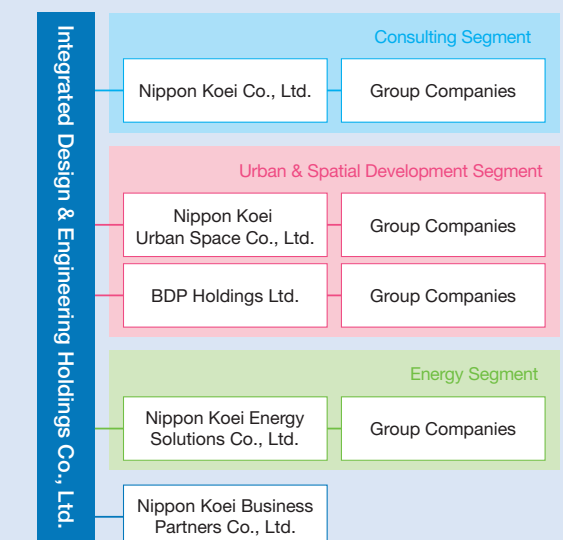 Integrated Design & Engineering Holdings Co., Ltd.
Consulting Segment
Nippon Koei Co., Ltd.
Group Companies
Urban & Spatial Development Segment
Nippon Koei
Urban Space Co., Ltd.
Group Companies
BDP Holdings Ltd.
Group Companies
Energy Segment
Nippon Koei Energy
Solutions Co., Ltd.
Group Companies
Nippon Koei Business
Partners Co., Ltd.